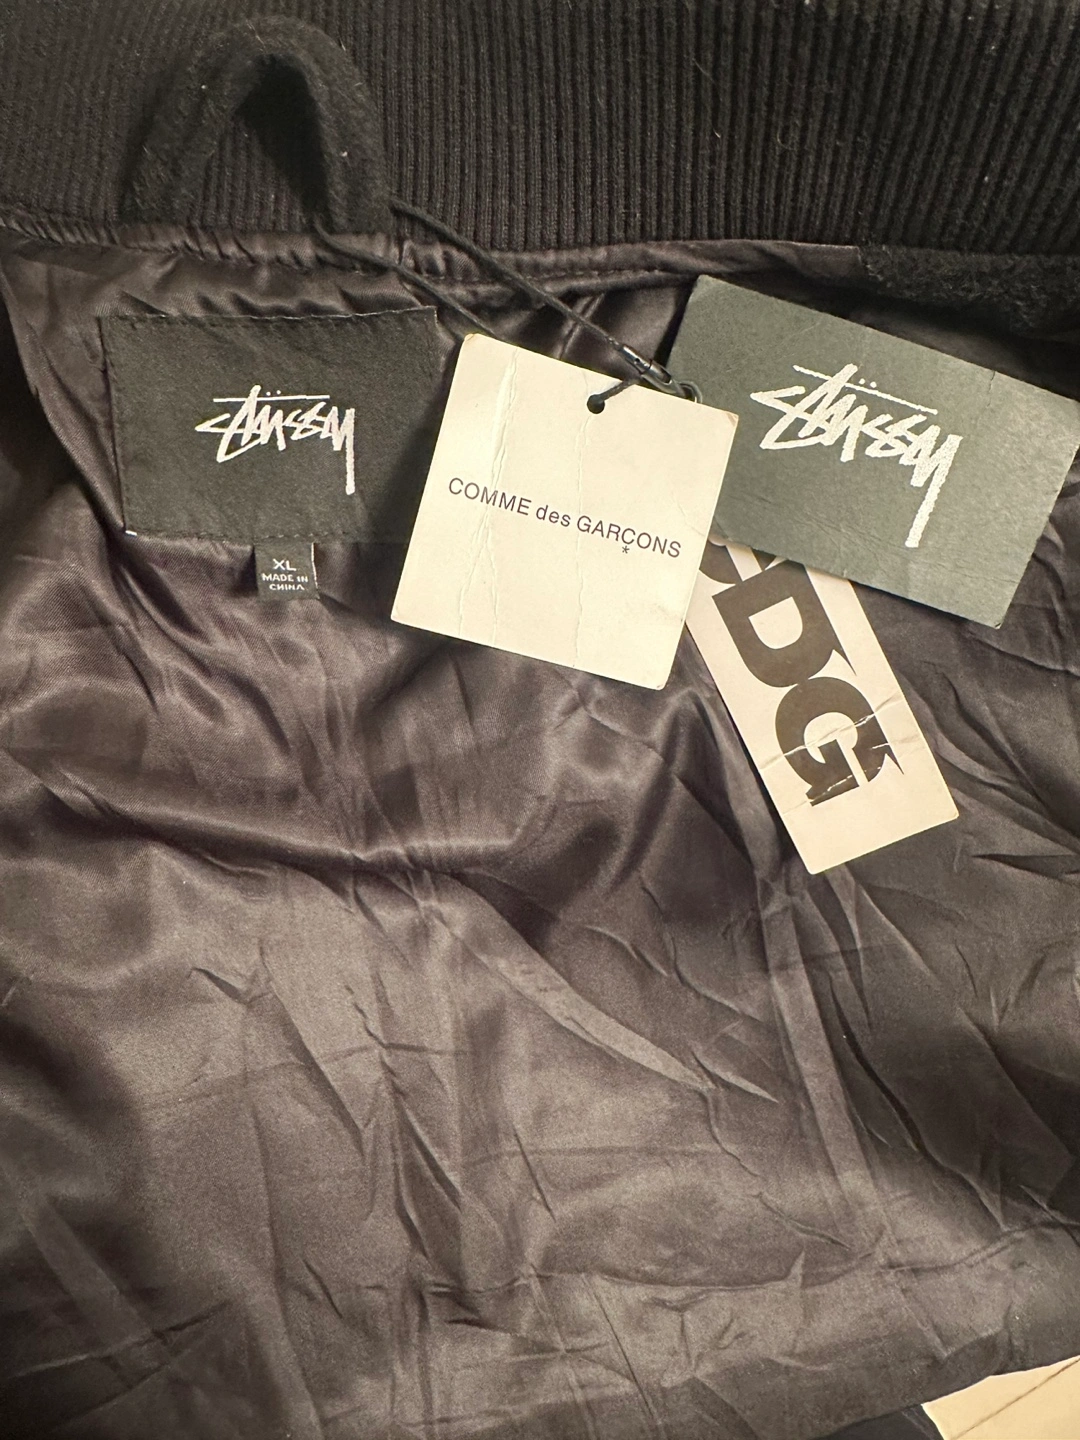 Stüssy
XL
MADE IN
CHINA
COMME des GARÇONS
*
Stüssy
CDG